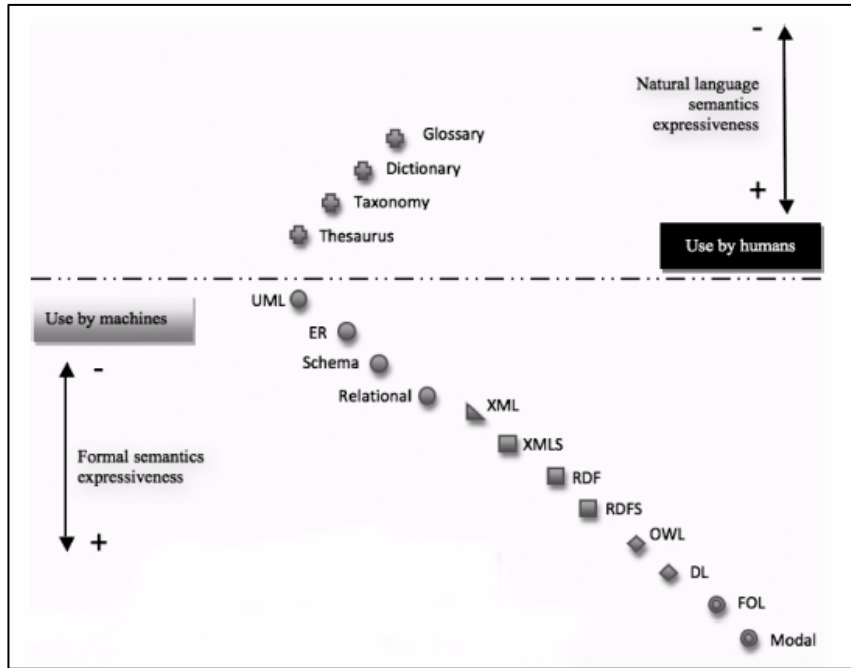 -
Natural language
semantics
expressiveness
Glossary
Dictionary
Taxonomy
+
Thesaurus
Use by humans
UML
Use by machines
ER
-
Schema
Relational
XML
XMLS
Formal semantics
expressiveness
RDF
RDFS
+
OWL
DL
FOL
Modal